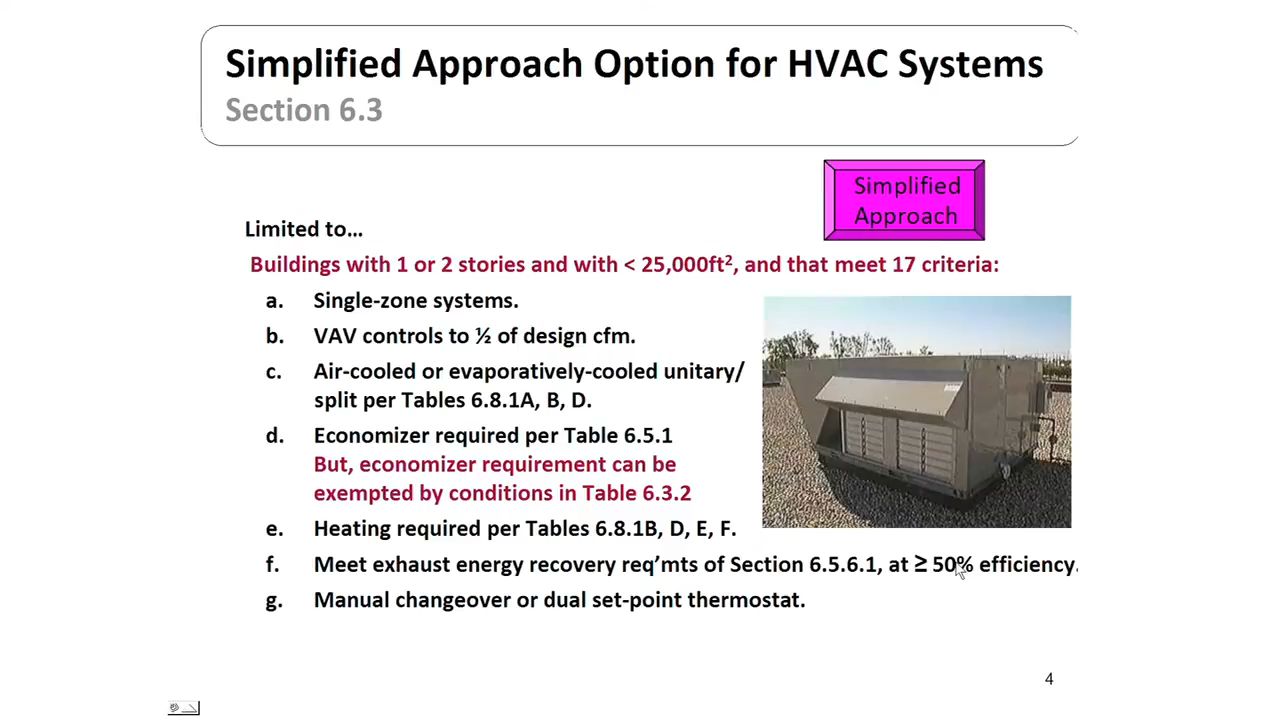 Simplified Approach Option for HVAC Systems
Section 6.3
Simplified
Approach
Limited to…
Buildings with 1 or 2 stories and with < 25,000ft², and that meet 17 criteria:
a. Single-zone systems.
b. VAV controls to ½ of design cfm.
c. Air-cooled or evaporatively-cooled unitary/
split per Tables 6.8.1A, B, D.
d. Economizer required per Table 6.5.1
But, economizer requirement can be
exempted by conditions in Table 6.3.2
e. Heating required per Tables 6.8.1B, D, E, F.
f. Meet exhaust energy recovery req’mts of Section 6.5.6.1, at ≥ 50% efficiency.
g. Manual changeover or dual set-point thermostat.
4